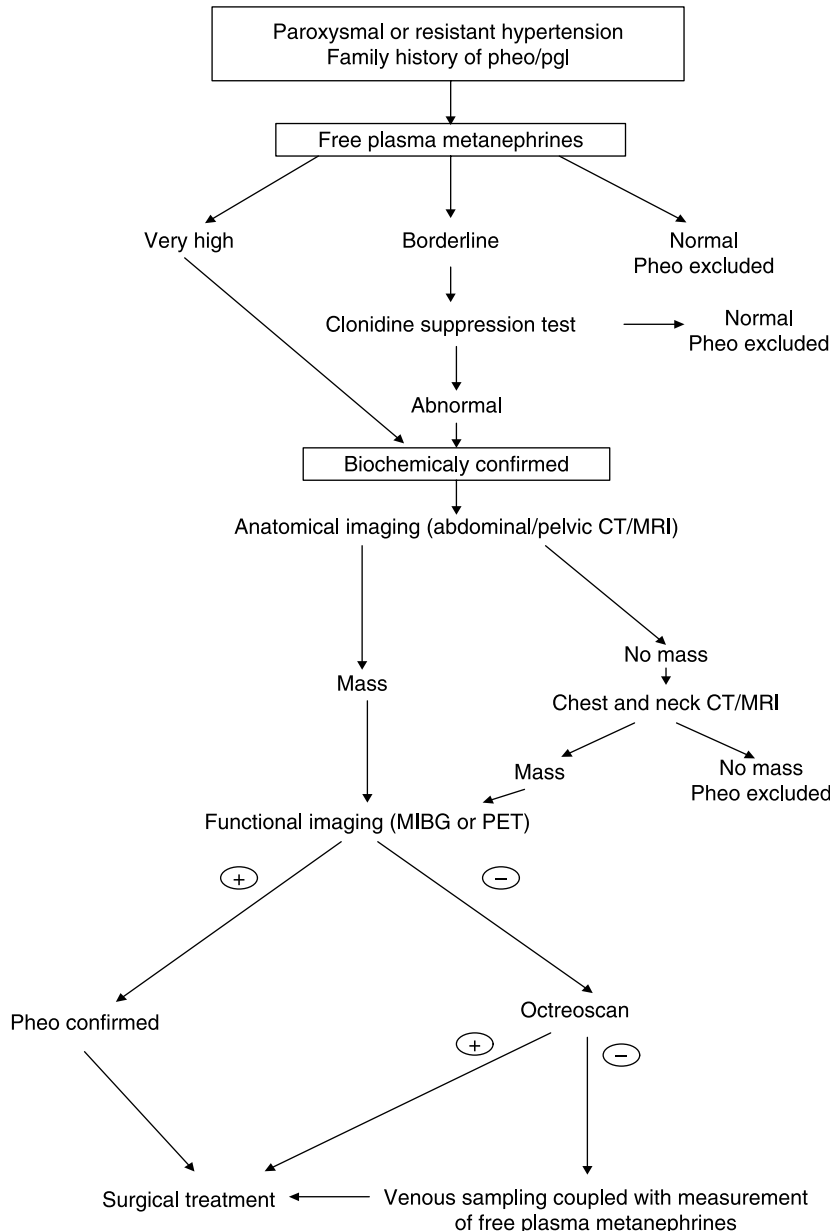 Paroxysmal or resistant hypertension
Family history of pheo/pgl
Free plasma metanephrines
Very high
Borderline
Normal
Pheo excluded
Clonidine suppression test
Normal
Pheo excluded
Abnormal
Biochemicaly confirmed
Anatomical imaging (abdominal/pelvic CT/MRI)
No mass
Mass
Chest and neck CT/MRI
Mass
No mass
Pheo excluded
Functional imaging (MIBG or PET)
+
−
Pheo confirmed
Octreoscan
+
−
Surgical treatment
Venous sampling coupled with measurement
of free plasma metanephrines